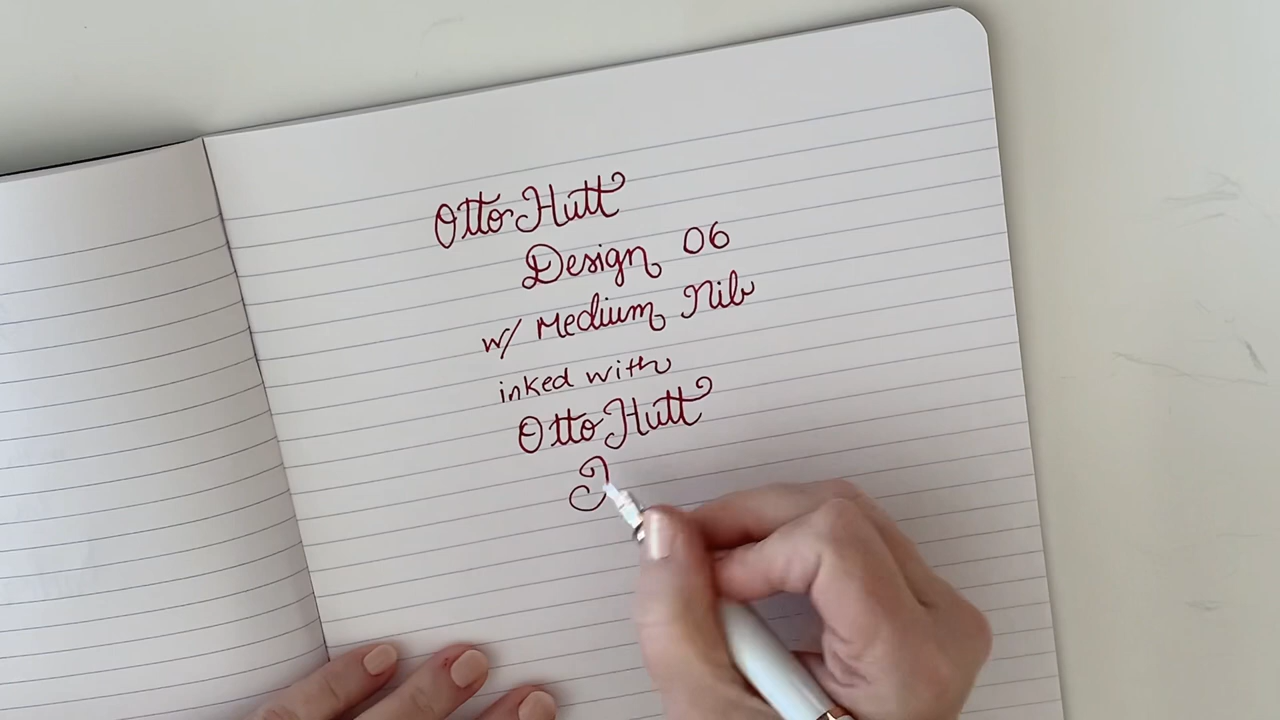 Otto Hutt
Design 06
w/ Medium Nib
inked with
Otto Hutt